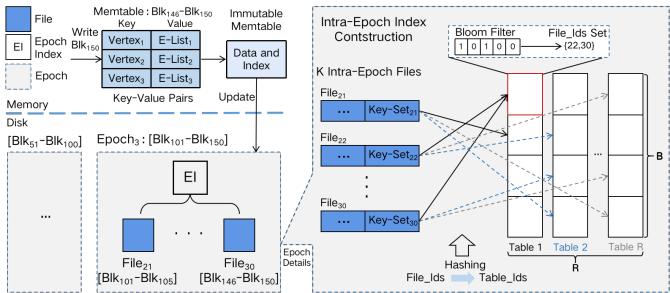 File
EI Epoch Index
Epoch
Write Blk150
Memtable: Blk146-Blk150
Key Value
Vertex1 E-List1
Vertex2 E-List2
Vertex3 E-List3
Key-Value Pairs
Immutable
Memtable
Data and
Index
Update
Memory
Disk
[Blk51-Blk100]
...
Epoch3: [Blk101-Blk150]
EI
. . .
File21 File30
[Blk101-Blk105] [Blk146-Blk150]
Epoch
Details
Intra-Epoch Index
Contstruction
K Intra-Epoch Files
File21
... Key-Set21
File22
... Key-Set22
File30
... Key-Set30
Bloom Filter File_Ids Set
1 0 1 0 0 {22,30}
...
B
Table 1 Table 2 Table R
R
Hashing
File_Ids Table_Ids